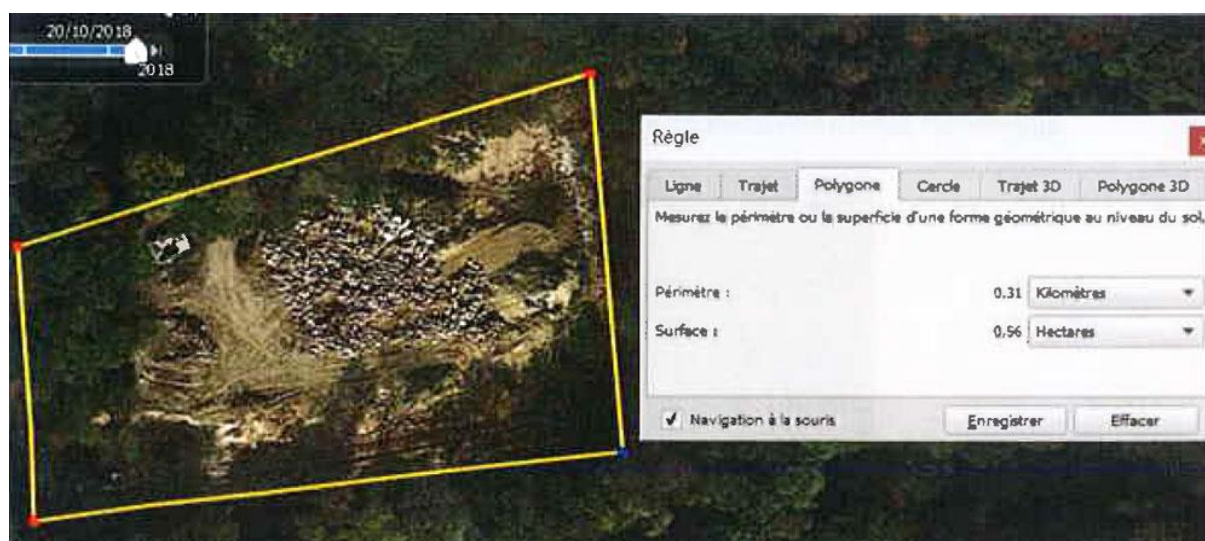 20/10/2018
2018
Règle
Ligne Trajet Polygone Cercle Trajet 3D Polygone 3D
Mesurez le périmètre ou la superficie d'une forme géométrique au niveau du sol.
Périmètre : 0,31 Kilomètres
Surface : 0,56 Hectares
Navigation à la souris Enregistrer Effacer